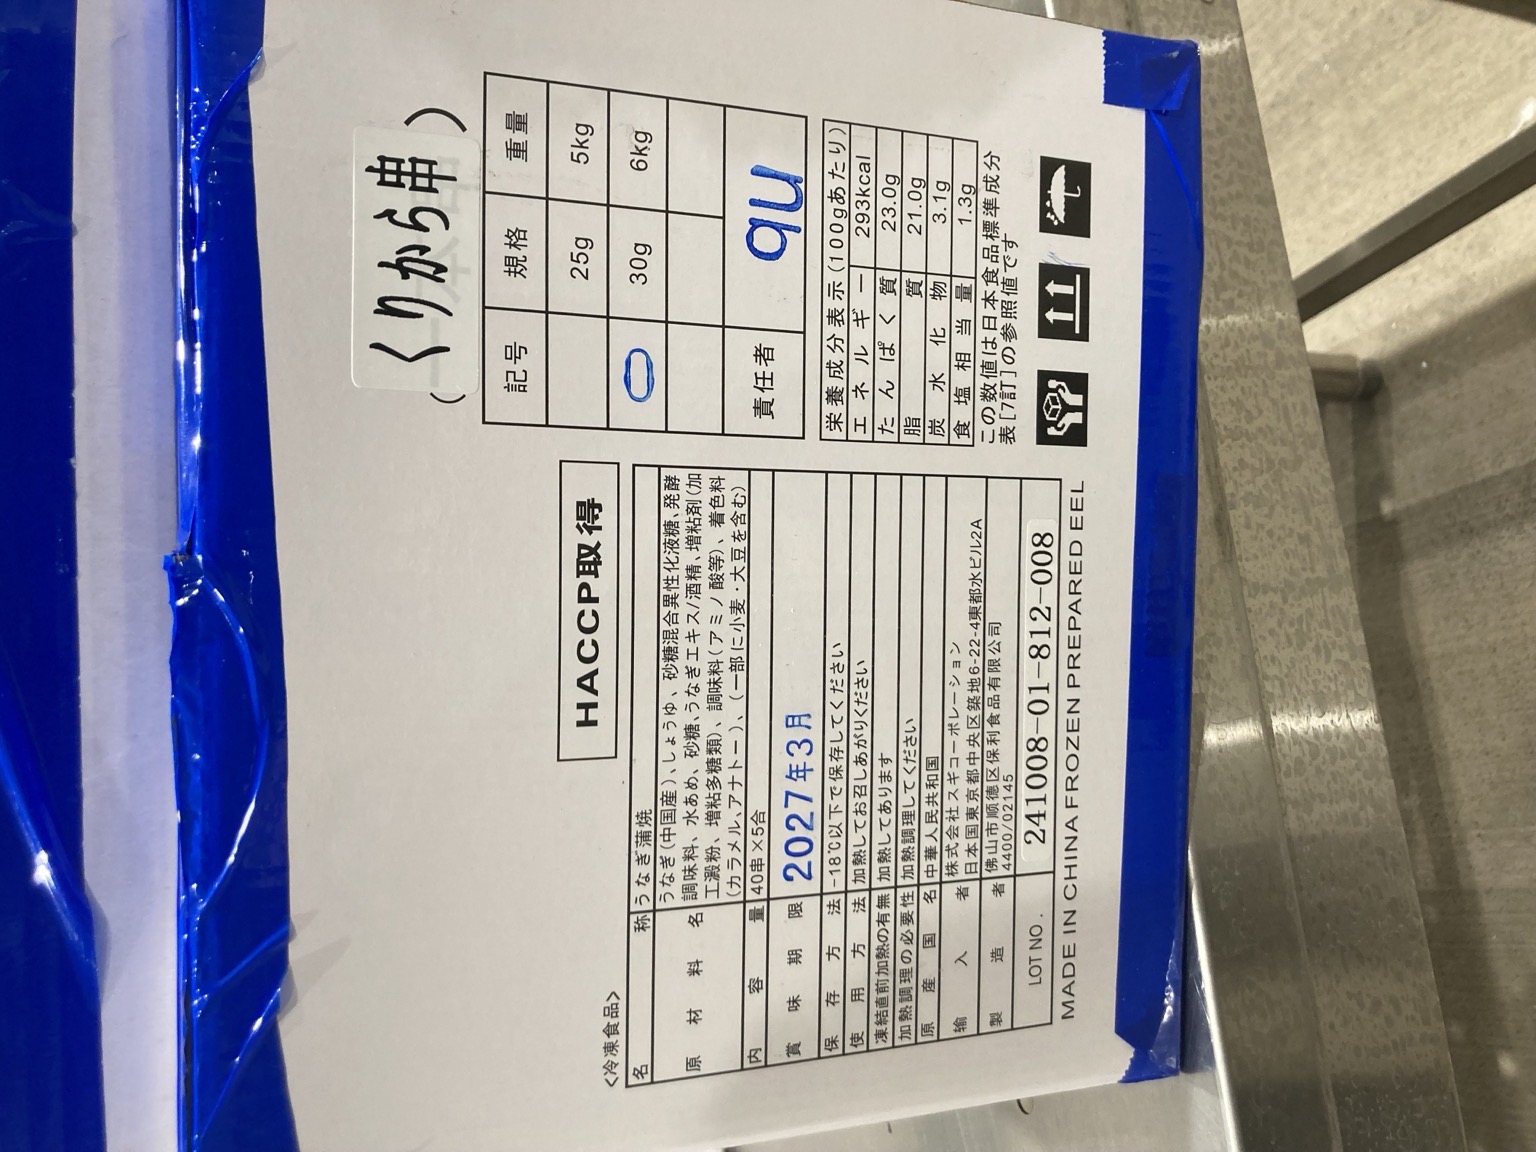 (くりから串)
記号 規格 重量
25g 5kg
30g 6kg
責任者 qu
栄養成分表示(100gあたり)
エネルギー 293kcal
たんぱく質 23.0g
脂質 21.0g
炭水化物 3.1g
食塩相当量 1.3g
この数値は日本食品標準成分
表[7訂]の参照値です
HACCP取得
<冷凍食品>
名称 うなぎ蒲焼
原材料名 うなぎ(中国産)、しょうゆ、砂糖混合異性化液糖、発酵
調味料、水あめ、砂糖、うなぎエキス/酒精、増粘剤(加
工澱粉、増粘多糖類)、調味料(アミノ酸等)、着色料
(カラメル、アナトー)、(一部に小麦・大豆を含む)
内容量 40串×5合
賞味期限 2027年3月
保存方法 -18℃以下で保存してください
使用方法 加熱してお召しあがりください
凍結直前加熱の有無 加熱してあります
加熱調理の必要性 加熱調理してください
原産国名 中華人民共和国
輸入者 株式会社スギコーポレーション
日本国東京都中央区築地6-22-4東都水ビル2A
製造者 佛山市順德区保利食品有限公司
4400/02145
LOT NO. 241008-01-812-008
MADE IN CHINA FROZEN PREPARED EEL